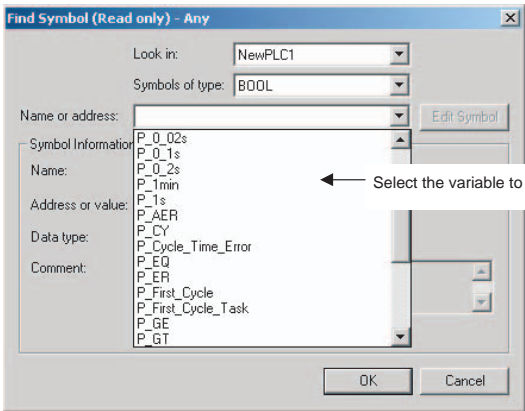 Find Symbol (Read only) - Any
Look in: NewPLC1
Symbols of type: BOOL
Name or address: Edit Symbol
Symbol Information
Name:
Address or value:
Data type:
Comment:
P_0_02s
P_0_1s
P_0_2s
P_1min
P_1s
P_AER
P_CY
P_Cycle_Time_Error
P_EQ
P_ER
P_First_Cycle
P_First_Cycle_Task
P_GE
P_GT
Select the variable to
OK Cancel